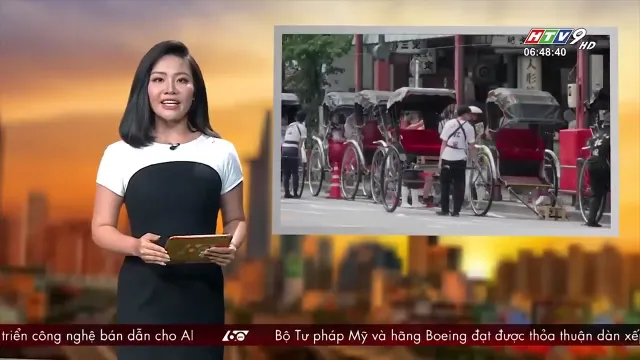 HTV9 HD
06:48:40
triển công nghệ bán dẫn cho AI
Bộ Tư pháp Mỹ và hãng Boeing đạt được thỏa thuận dàn xế